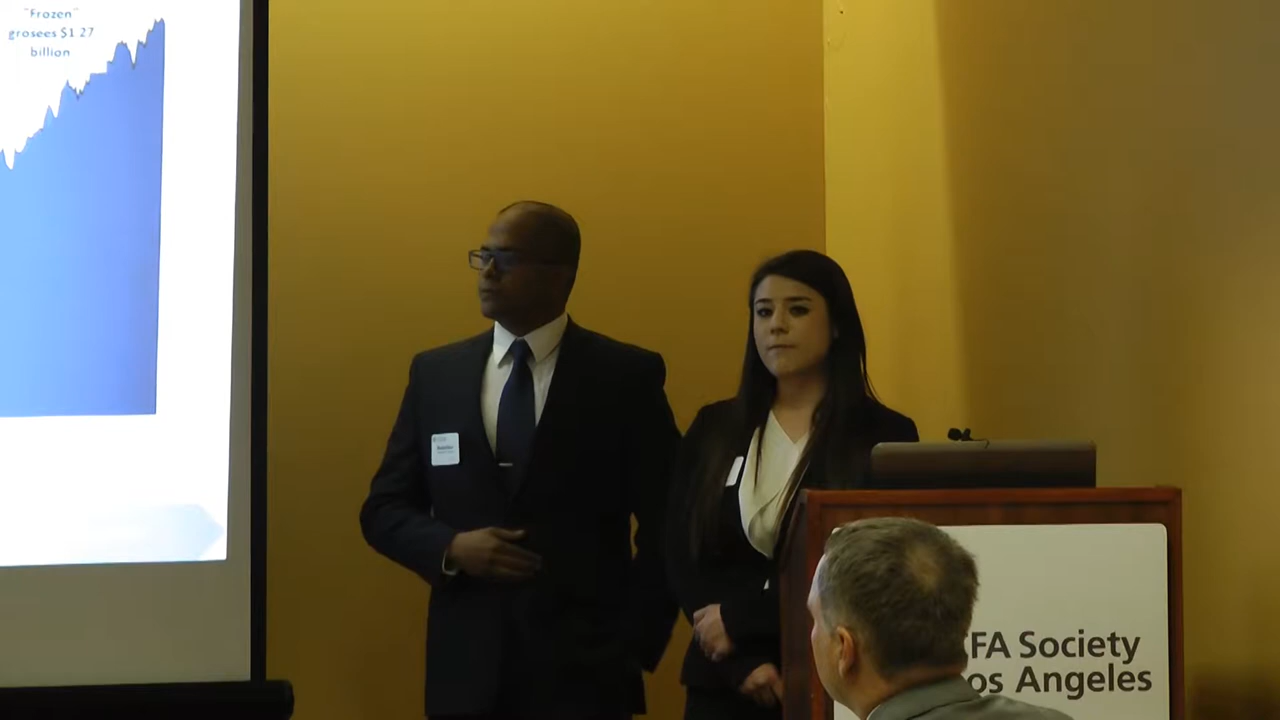 "Frozen"
grosees $1 27
billion
FA Society
os Angeles